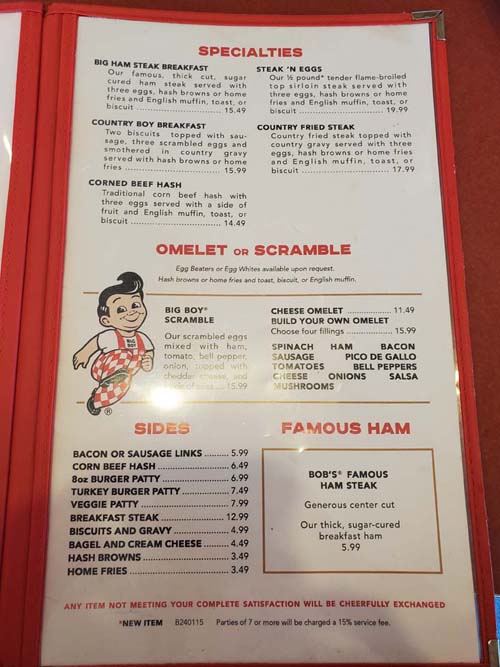 SPECIALTIES
BIG HAM STEAK BREAKFAST
Our famous, thick cut, sugar
cured ham steak served with
three eggs, hash browns or home
fries and English muffin, toast, or
biscuit ........................ 15.49
COUNTRY BOY BREAKFAST
Two biscuits topped with sau-
sage, three scrambled eggs and
smothered in country gravy
served with hash browns or home
fries ........................ 15.99
CORNED BEEF HASH
Traditional corn beef hash with
three eggs served with a side of
fruit and English muffin, toast, or
biscuit ........................ 14.49
STEAK 'N EGGS
Our ½ pound* tender flame-broiled
top sirloin steak served with
three eggs, hash browns or home
fries and English muffin, toast, or
biscuit ........................ 19.99
COUNTRY FRIED STEAK
Country fried steak topped with
country gravy served with three
eggs, hash browns or home fries
and English muffin, toast, or
biscuit ........................ 17.99
OMELET OR SCRAMBLE
Egg Beaters or Egg Whites available upon request.
Hash browns or home fries and toast, biscuit, or English muffin.
BIG BOY
®
BIG BOY®
SCRAMBLE
Our scrambled eggs
mixed with ham,
tomato, bell pepper,
onion, topped with
cheddar cheese, and
side of salsa ... 15.99
CHEESE OMELET ............ 11.49
BUILD YOUR OWN OMELET
Choose four fillings ............ 15.99
SPINACH HAM BACON
SAUSAGE PICO DE GALLO
TOMATOES BELL PEPPERS
CHEESE ONIONS SALSA
MUSHROOMS
SIDES
BACON OR SAUSAGE LINKS ...... 5.99
CORN BEEF HASH ............ 6.49
8oz BURGER PATTY ............ 6.99
TURKEY BURGER PATTY ............ 7.49
VEGGIE PATTY ............ 7.99
BREAKFAST STEAK ............ 12.99
BISCUITS AND GRAVY ............ 4.99
BAGEL AND CREAM CHEESE ...... 4.49
HASH BROWNS ............ 3.49
HOME FRIES ............ 3.49
FAMOUS HAM
BOB'S® FAMOUS
HAM STEAK
Generous center cut
Our thick, sugar-cured
breakfast ham
5.99
ANY ITEM NOT MEETING YOUR COMPLETE SATISFACTION WILL BE CHEERFULLY EXCHANGED
*NEW ITEM B240115 Parties of 7 or more will be charged a 15% service fee.